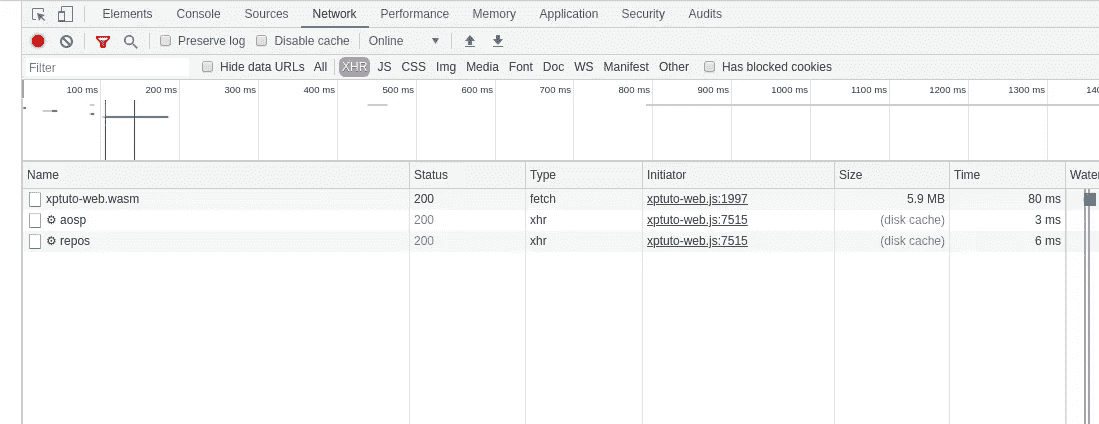 Elements Console Sources Network Performance Memory Application Security Audits
Preserve log Disable cache Online
Filter Hide data URLs All XHR JS CSS Img Media Font Doc WS Manifest Other Has blocked cookies
100 ms 200 ms 300 ms 400 ms 500 ms 600 ms 700 ms 800 ms 900 ms 1000 ms 1100 ms 1200 ms 1300 ms 140
Name Status Type Initiator Size Time Water
xptuto-web.wasm 200 fetch xptuto-web.js:1997 5.9 MB 80 ms
aosp 200 xhr xptuto-web.js:7515 (disk cache) 3 ms
repos 200 xhr xptuto-web.js:7515 (disk cache) 6 ms